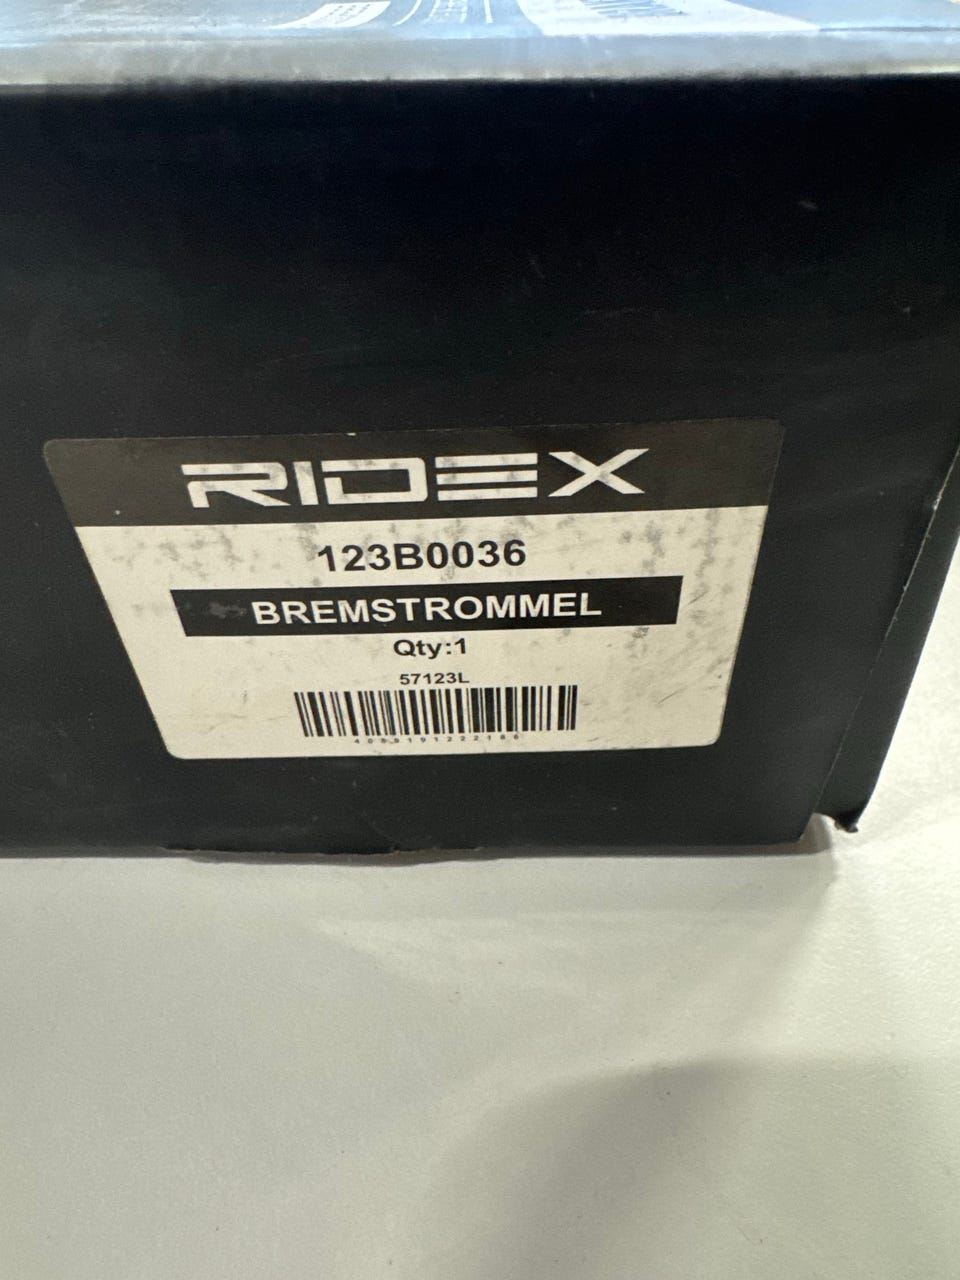 RIDEX
123B0036
BREMSTROMMEL
Qty:1
57123L